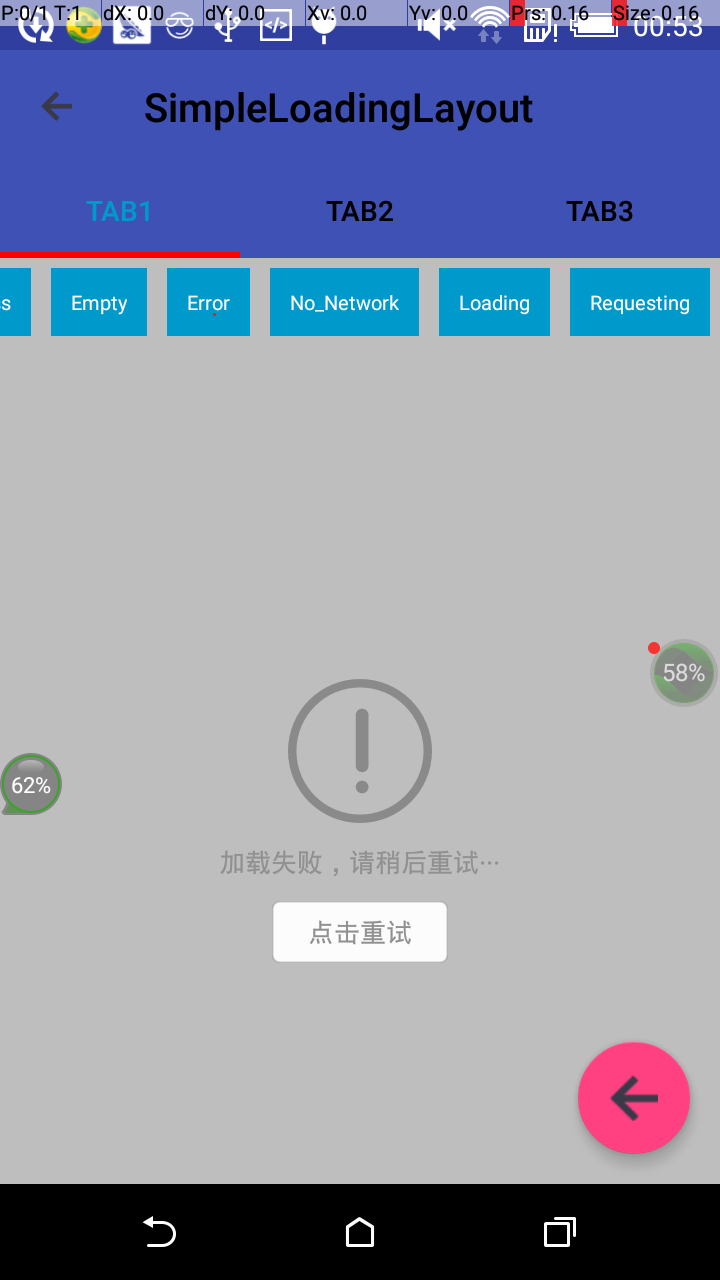 P:0/1 T:1 dX: 0.0 dY: 0.0 Xv: 0.0 Yv: 0.0 Prs: 0.16 Size: 0.16
00:53
SimpleLoadingLayout
TAB1 TAB2 TAB3
s Empty Error No_Network Loading Requesting
58%
62%
加载失败，请稍后重试…
点击重试